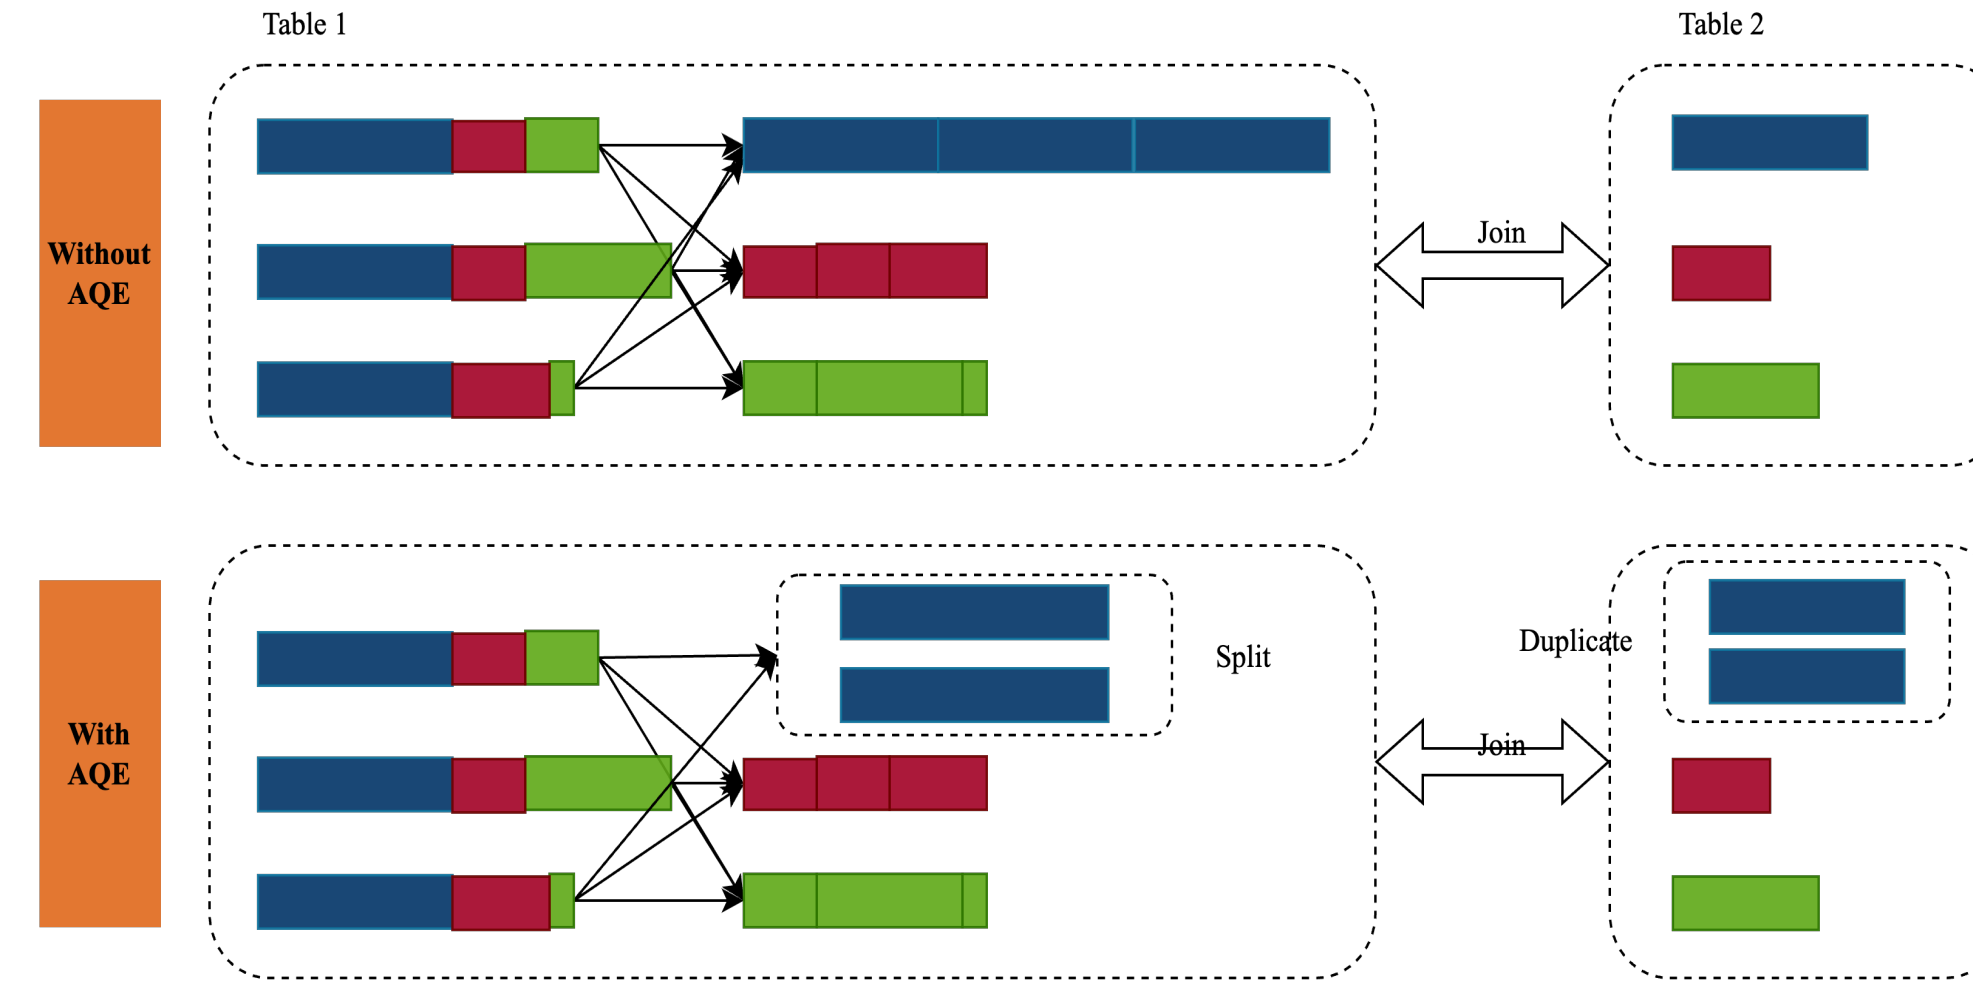 Table 1
Table 2
Without
AQE
Join
With
AQE
Split
Duplicate
Join